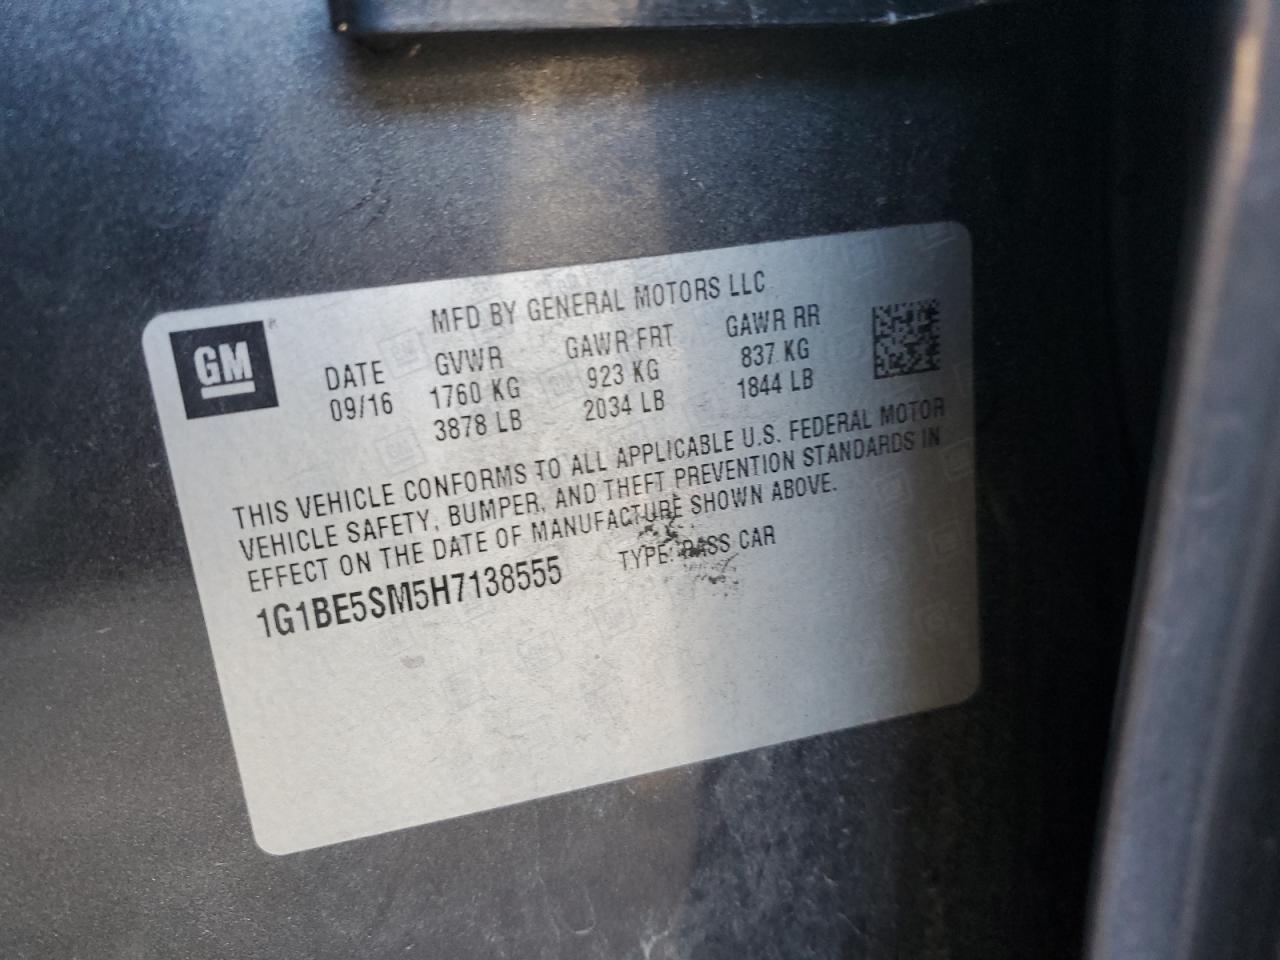 GM
MFD BY GENERAL MOTORS LLC
DATE GVWR GAWR FRT GAWR RR
09/16 1760 KG 923 KG 837 KG
3878 LB 2034 LB 1844 LB
THIS VEHICLE CONFORMS TO ALL APPLICABLE U.S. FEDERAL MOTOR
VEHICLE SAFETY, BUMPER, AND THEFT PREVENTION STANDARDS IN
EFFECT ON THE DATE OF MANUFACTURE SHOWN ABOVE.
1G1BE5SM5H7138555 TYPE: PASS CAR